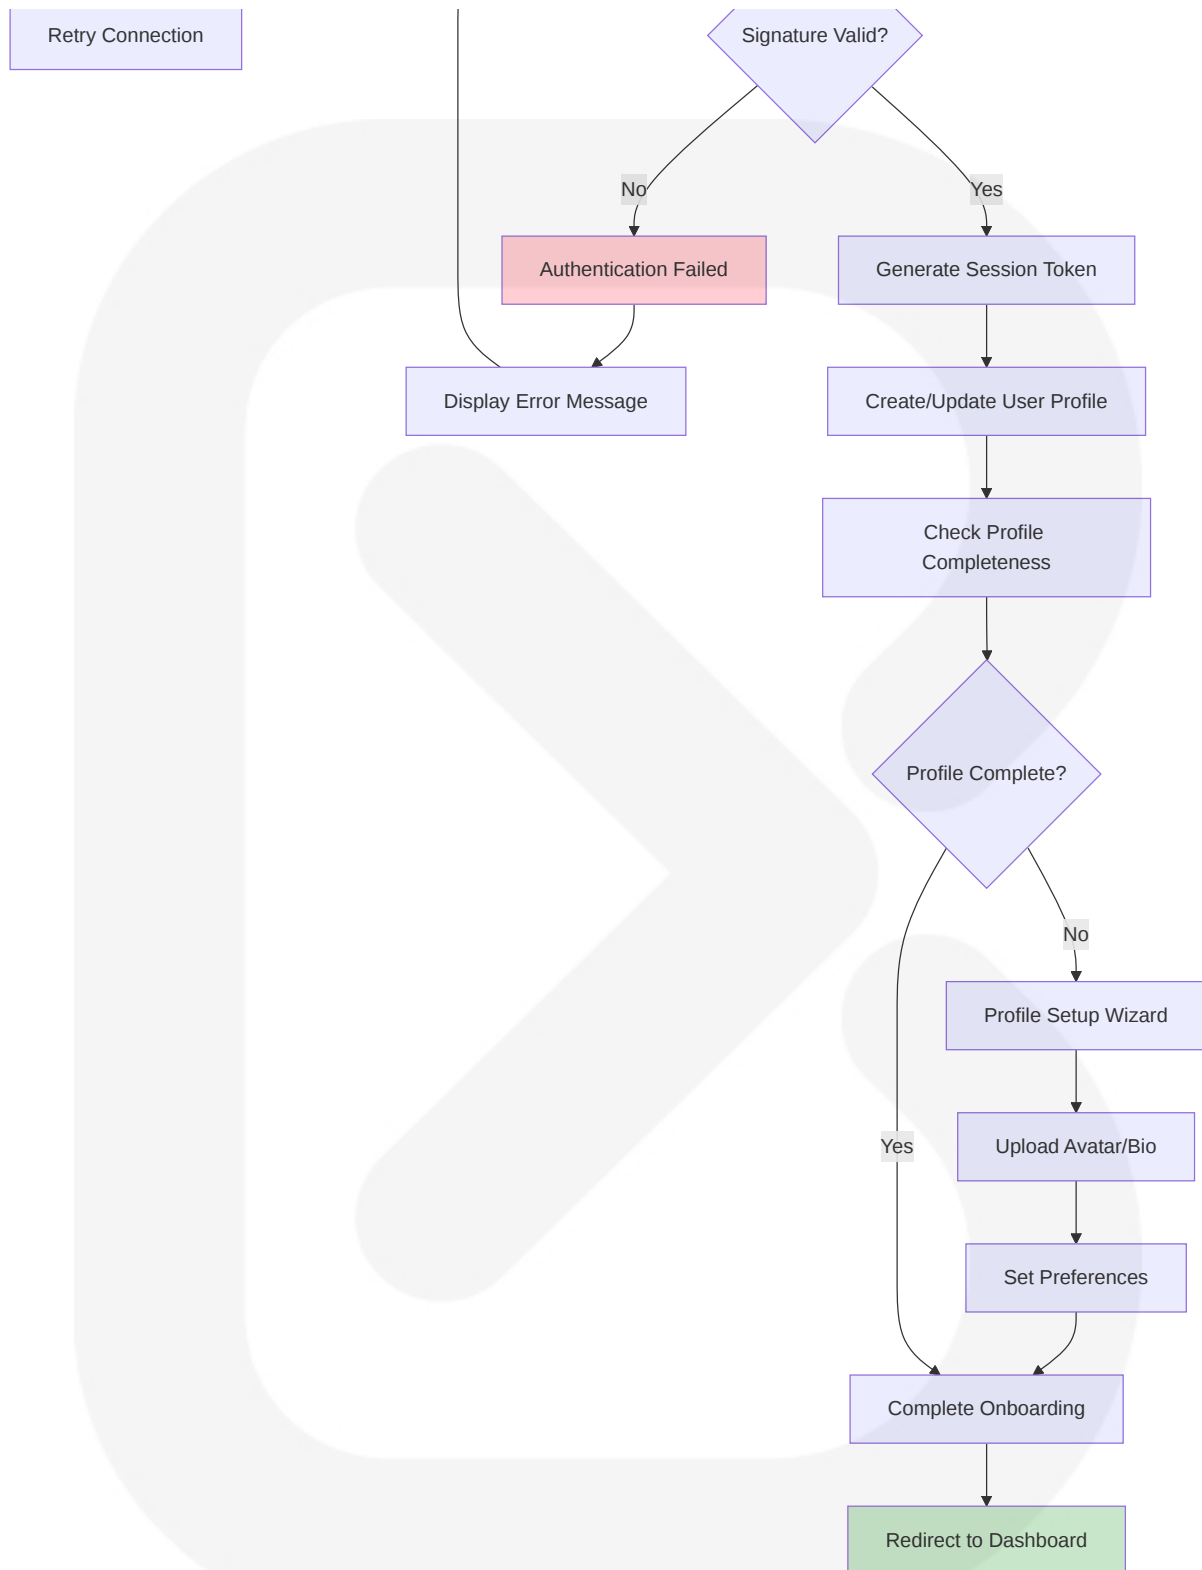 Retry Connection
Signature Valid?
No
Yes
Authentication Failed
Generate Session Token
Display Error Message
Create/Update User Profile
Check Profile
Completeness
Profile Complete?
No
Profile Setup Wizard
Yes
Upload Avatar/Bio
Set Preferences
Complete Onboarding
Redirect to Dashboard